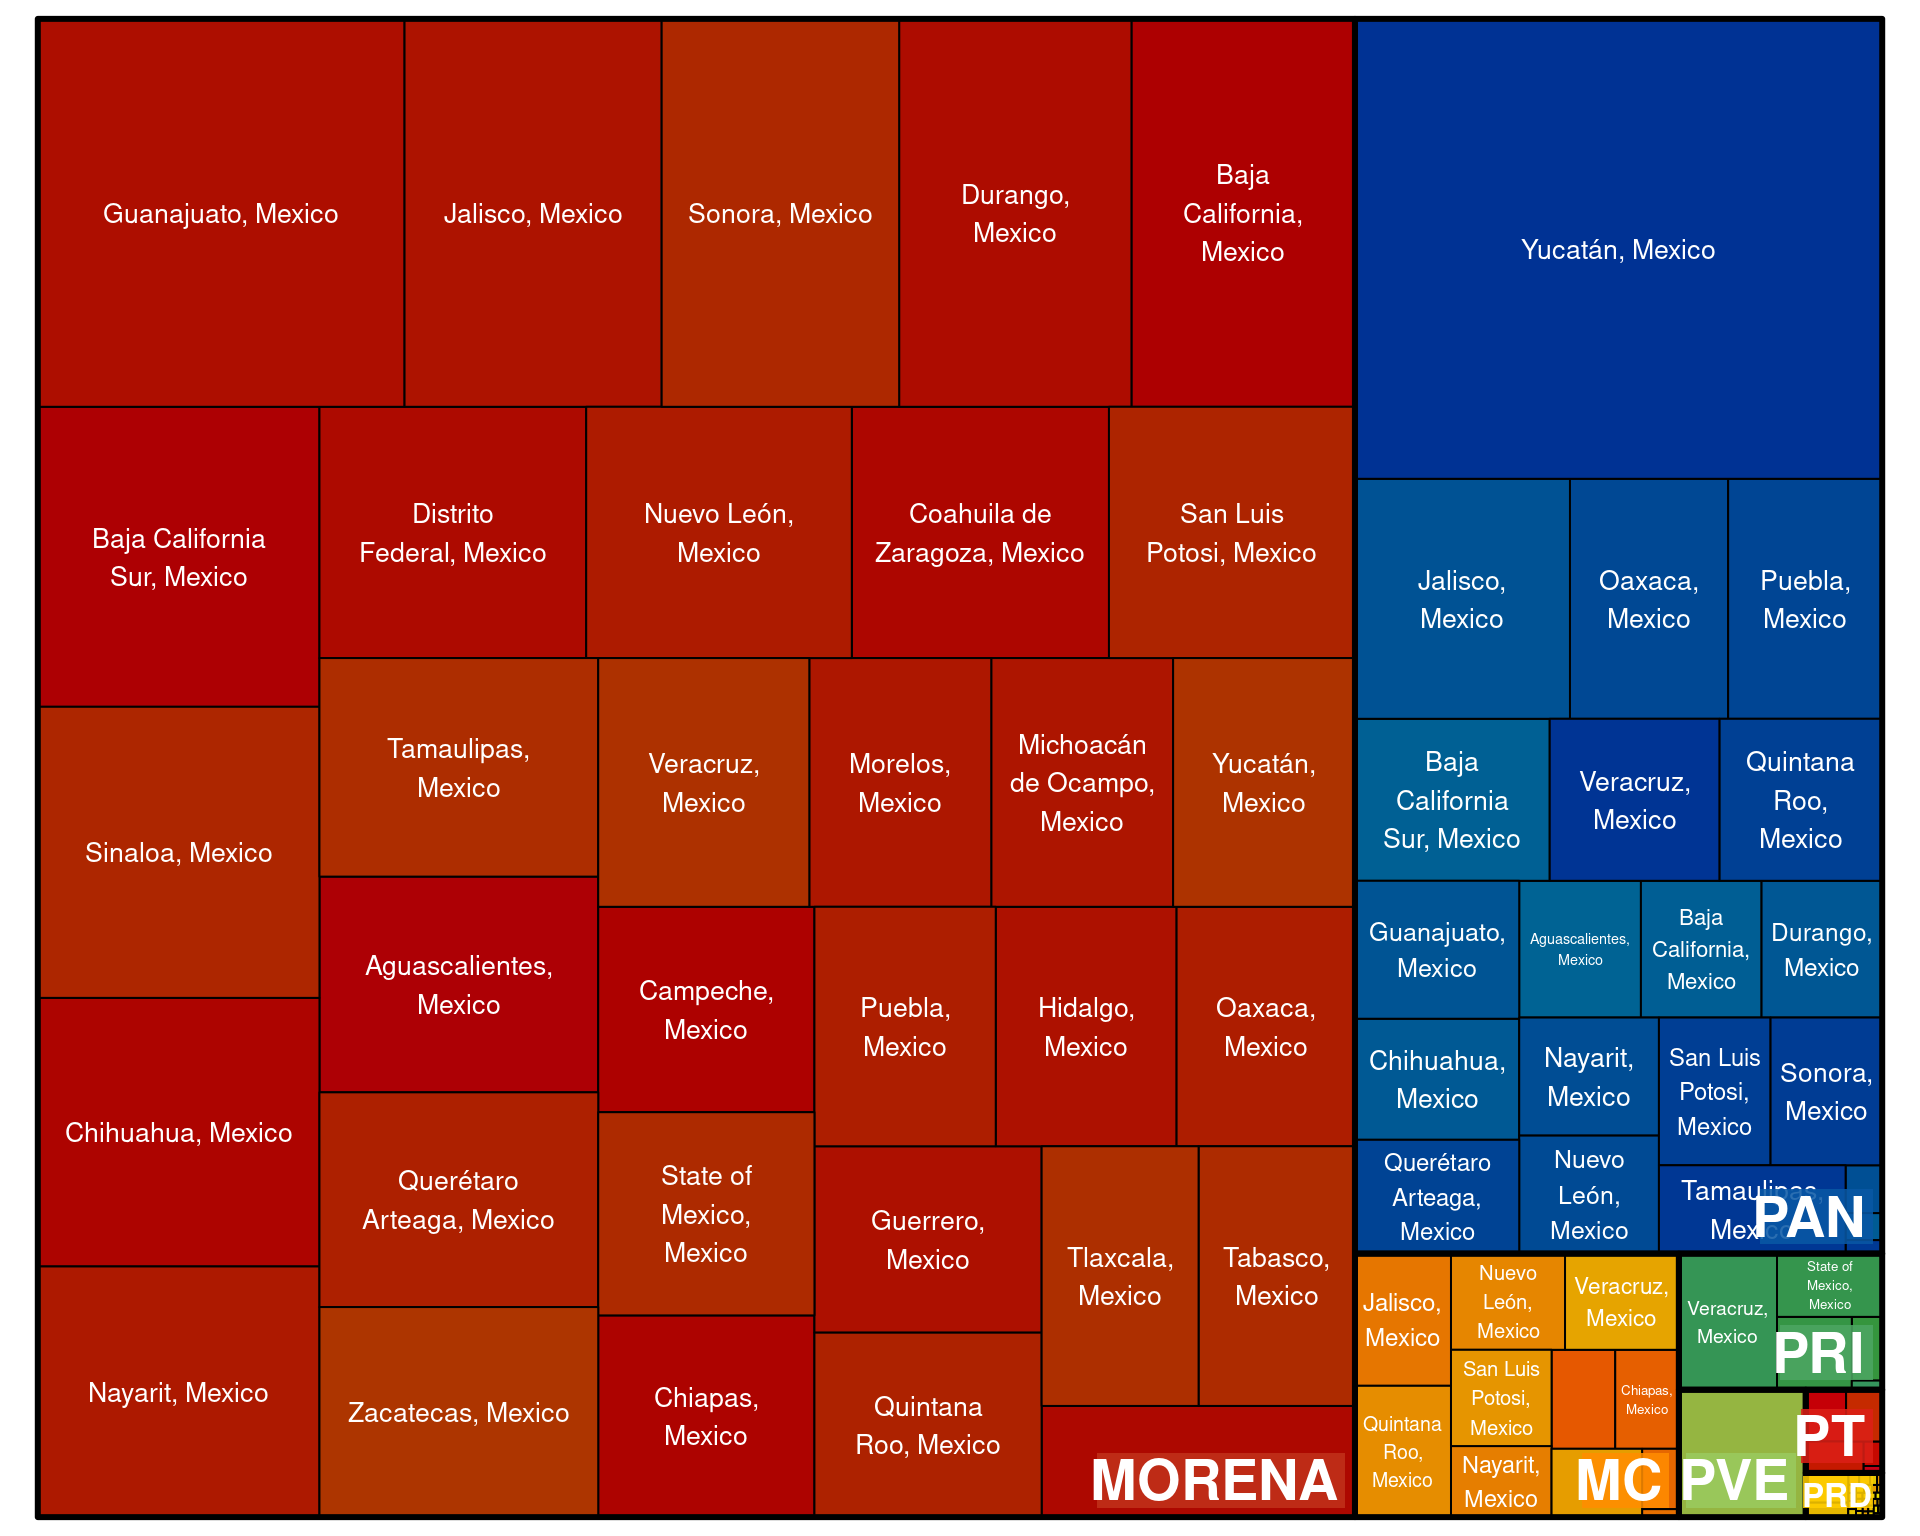 Guanajuato, Mexico
Jalisco, Mexico
Sonora, Mexico
Durango,
Mexico
Baja
California,
Mexico
Baja California
Sur, Mexico
Distrito
Federal, Mexico
Nuevo León,
Mexico
Coahuila de
Zaragoza, Mexico
San Luis
Potosi, Mexico
Sinaloa, Mexico
Tamaulipas,
Mexico
Veracruz,
Mexico
Morelos,
Mexico
Michoacán
de Ocampo,
Mexico
Yucatán,
Mexico
Chihuahua, Mexico
Aguascalientes,
Mexico
Campeche,
Mexico
Puebla,
Mexico
Hidalgo,
Mexico
Oaxaca,
Mexico
Querétaro
Arteaga, Mexico
State of
Mexico,
Mexico
Guerrero,
Mexico
Tlaxcala,
Mexico
Tabasco,
Mexico
Nayarit, Mexico
Zacatecas, Mexico
Chiapas,
Mexico
Quintana
Roo, Mexico
MORENA
Yucatán, Mexico
Jalisco,
Mexico
Oaxaca,
Mexico
Puebla,
Mexico
Baja
California
Sur, Mexico
Veracruz,
Mexico
Quintana
Roo,
Mexico
Guanajuato,
Mexico
Aguascalientes,
Mexico
Baja
California,
Mexico
Durango,
Mexico
Chihuahua,
Mexico
Nayarit,
Mexico
San Luis
Potosi,
Mexico
Sonora,
Mexico
Querétaro
Arteaga,
Mexico
Nuevo
León,
Mexico
Tamaulipas,
Mexico
PAN
Jalisco,
Mexico
Nuevo
León,
Mexico
Veracruz,
Mexico
Quintana
Roo,
Mexico
San Luis
Potosi,
Mexico
Chiapas,
Mexico
Nayarit,
Mexico
MC
Veracruz,
Mexico
State of
Mexico,
Mexico
PRI
PVE
PT
PRD